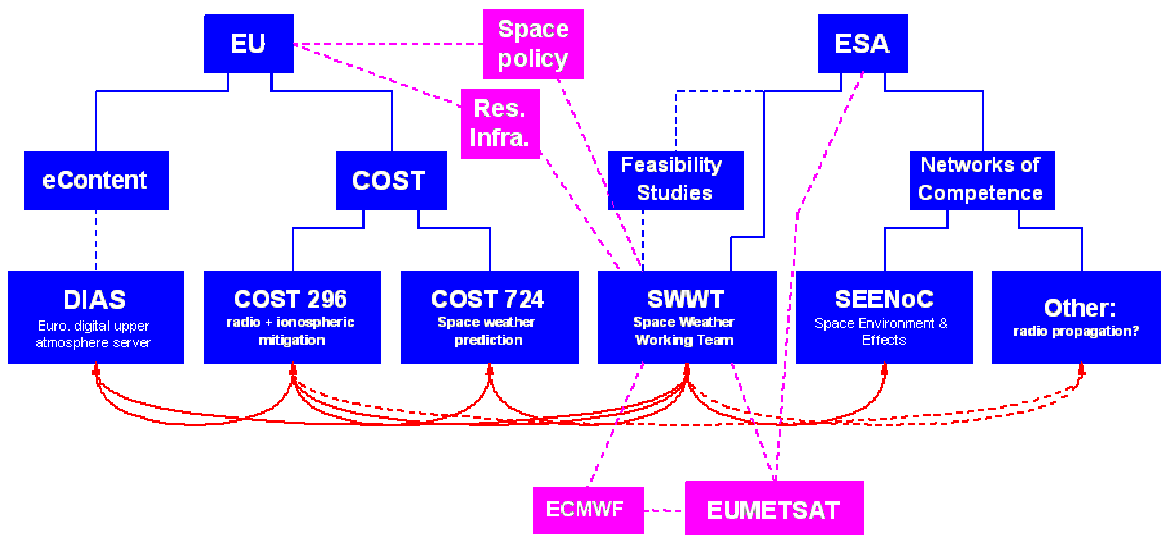 EU
Space
policy
ESA
Res.
Infra.
eContent
COST
Feasibility
Studies
Networks of
Competence
DIAS
Euro. digital upper
atmosphere server
COST 296
radio + ionospheric
mitigation
COST 724
Space weather
prediction
SWWT
Space Weather
Working Team
SEENoC
Space Environment &
Effects
Other:
radio propagation?
ECMWF
EUMETSAT